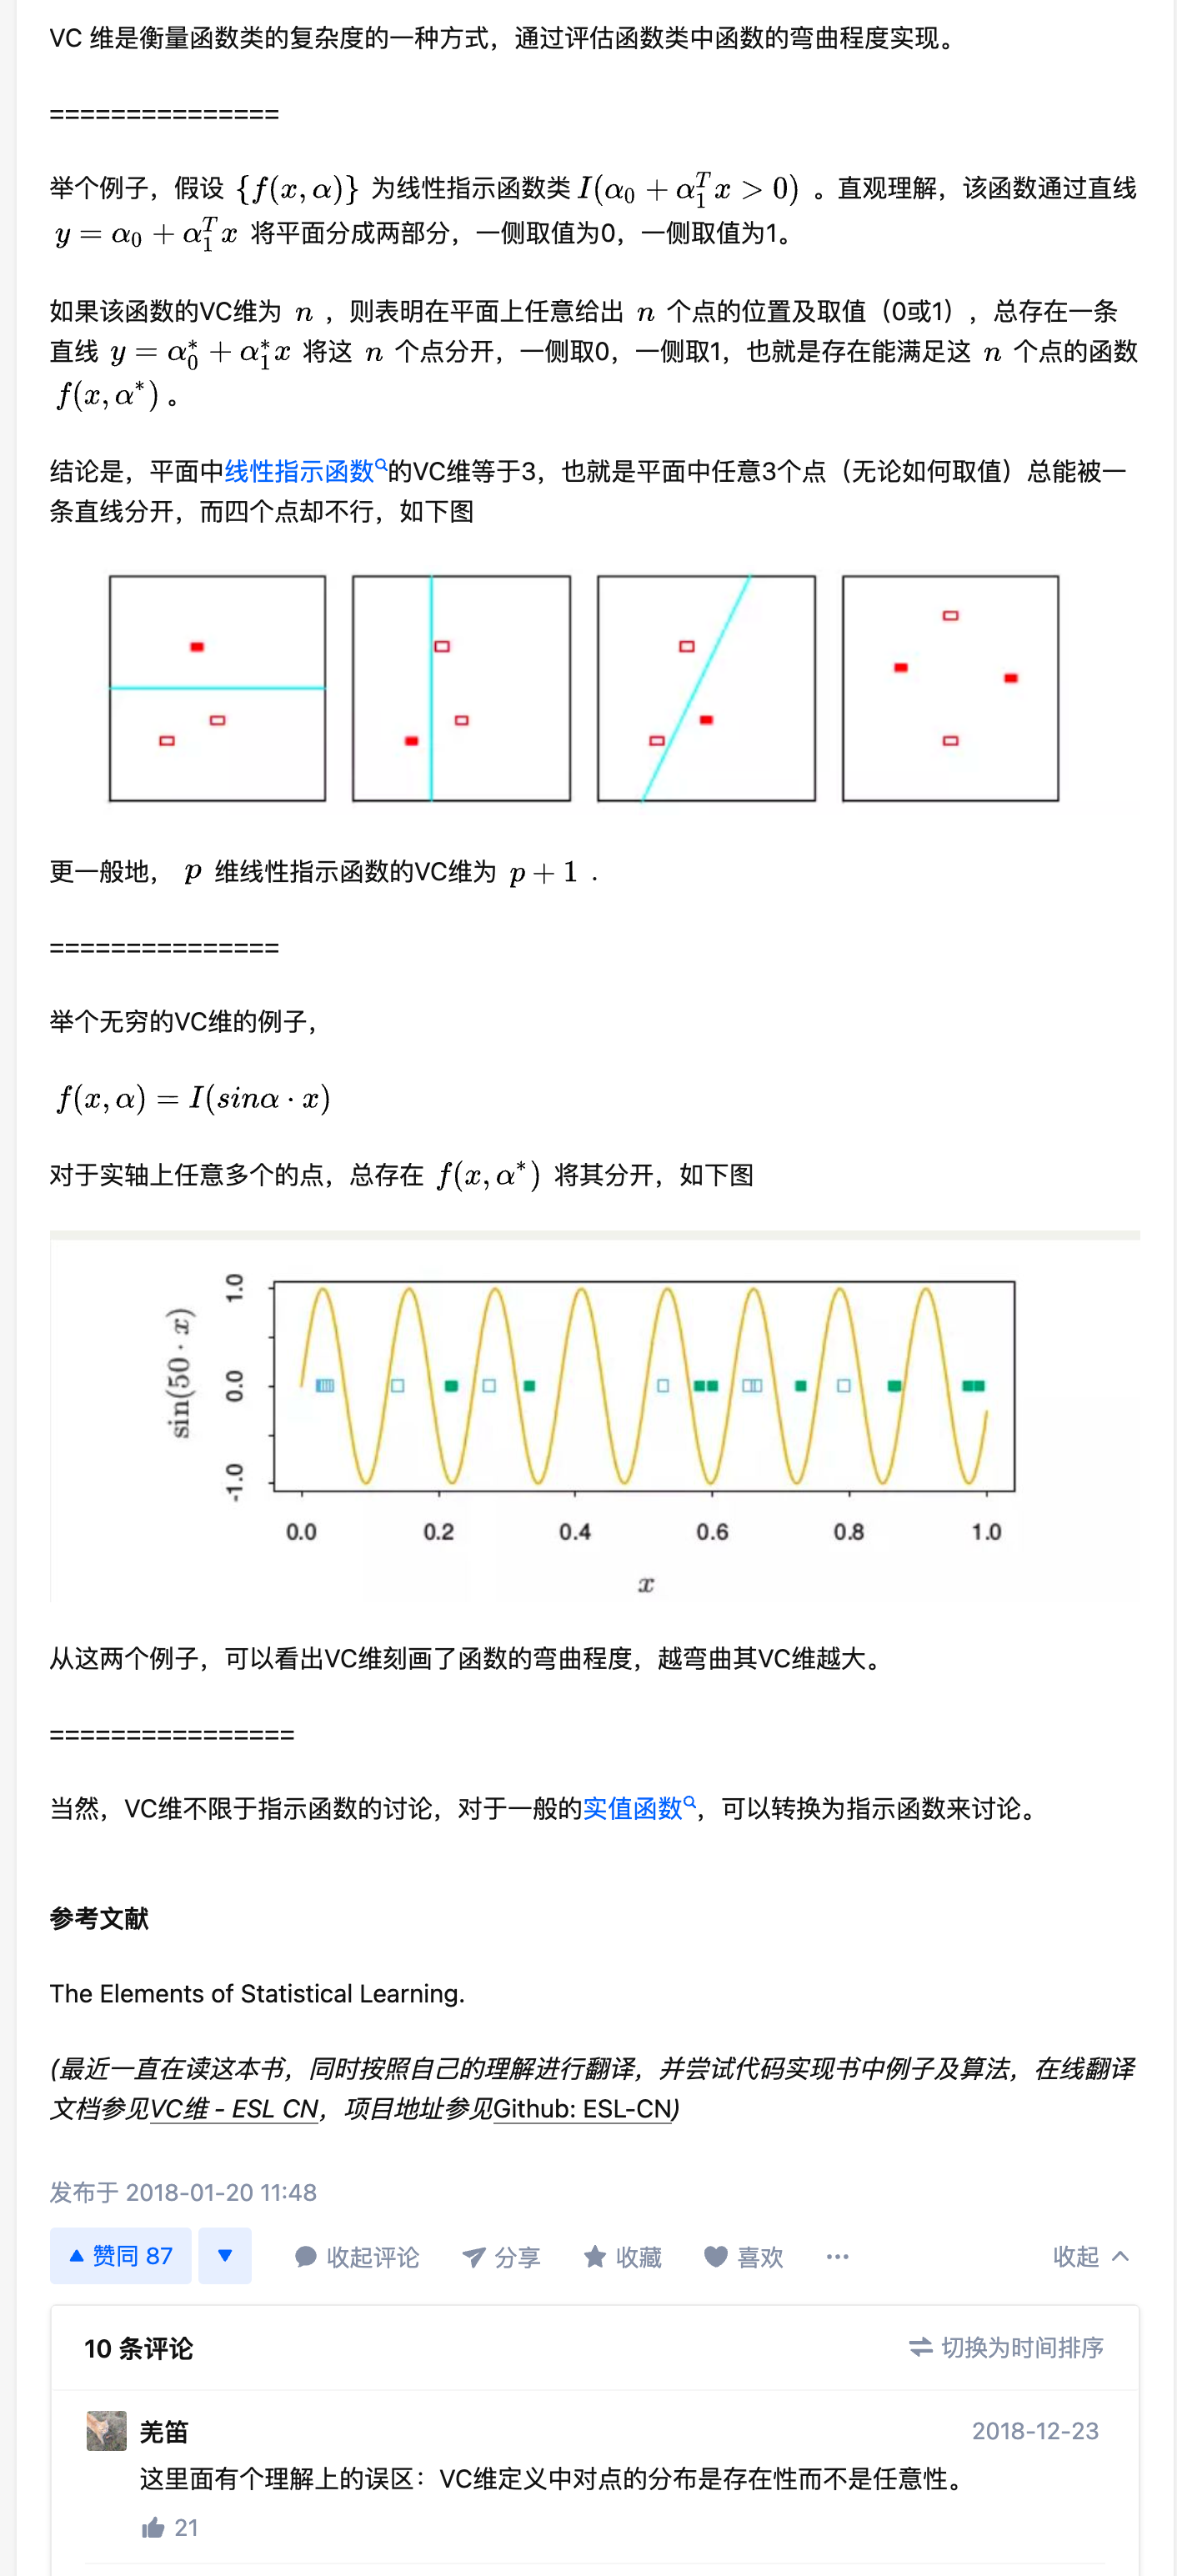 VC 维是衡量函数类的复杂度的一种方式，通过评估函数类中函数的弯曲程度实现。
===============
举个例子，假设 {f(x, α)} 为线性指示函数类 I(α₀ + α₁ᵀx > 0) 。直观理解，该函数通过直线
y = α₀ + α₁ᵀx 将平面分成两部分，一侧取值为0，一侧取值为1。
如果该函数的VC维为 n ，则表明在平面上任意给出 n 个点的位置及取值（0或1），总存在一条
直线 y = α₀* + α₁*x 将这 n 个点分开，一侧取0，一侧取1，也就是存在能满足这 n 个点的函数
f(x, α*) 。
结论是，平面中线性指示函数的VC维等于3，也就是平面中任意3个点（无论如何取值）总能被一
条直线分开，而四个点却不行，如下图
更一般地， p 维线性指示函数的VC维为 p + 1 .
===============
举个无穷的VC维的例子，
f(x, α) = I(sinα · x)
对于实轴上任意多个的点，总存在 f(x, α*) 将其分开，如下图
sin(50 · x)
1.0
0.0
-1.0
0.0 0.2 0.4 0.6 0.8 1.0
x
从这两个例子，可以看出VC维刻画了函数的弯曲程度，越弯曲其VC维越大。
================
当然，VC维不限于指示函数的讨论，对于一般的实值函数，可以转换为指示函数来讨论。
参考文献
The Elements of Statistical Learning.
(最近一直在读这本书，同时按照自己的理解进行翻译，并尝试代码实现书中例子及算法，在线翻译
文档参见VC维 - ESL CN，项目地址参见Github: ESL-CN)
发布于 2018-01-20 11:48
赞同 87 收起评论 分享 收藏 喜欢 ··· 收起
10 条评论 切换为时间排序
羌笛 2018-12-23
这里面有个理解上的误区：VC维定义中对点的分布是存在性而不是任意性。
21